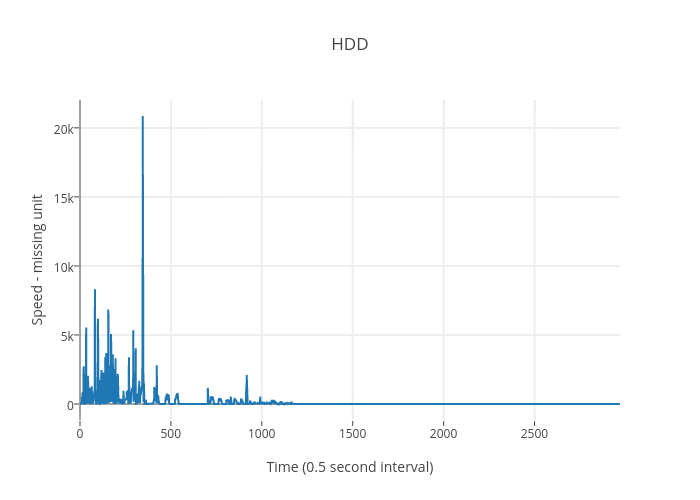 HDD
Speed - missing unit
20k
15k
10k
5k
0
0
500
1000
1500
2000
2500
Time (0.5 second interval)